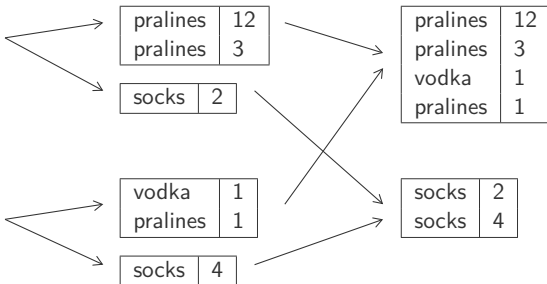 pralines 12
pralines 3
socks 2
vodka 1
pralines 1
socks 4
pralines 12
pralines 3
vodka 1
pralines 1
socks 2
socks 4